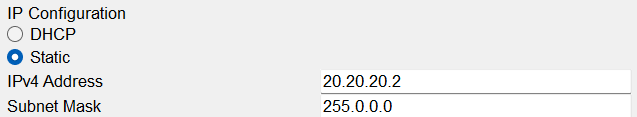 IP Configuration
DHCP
Static
IPv4 Address 20.20.20.2
Subnet Mask 255.0.0.0